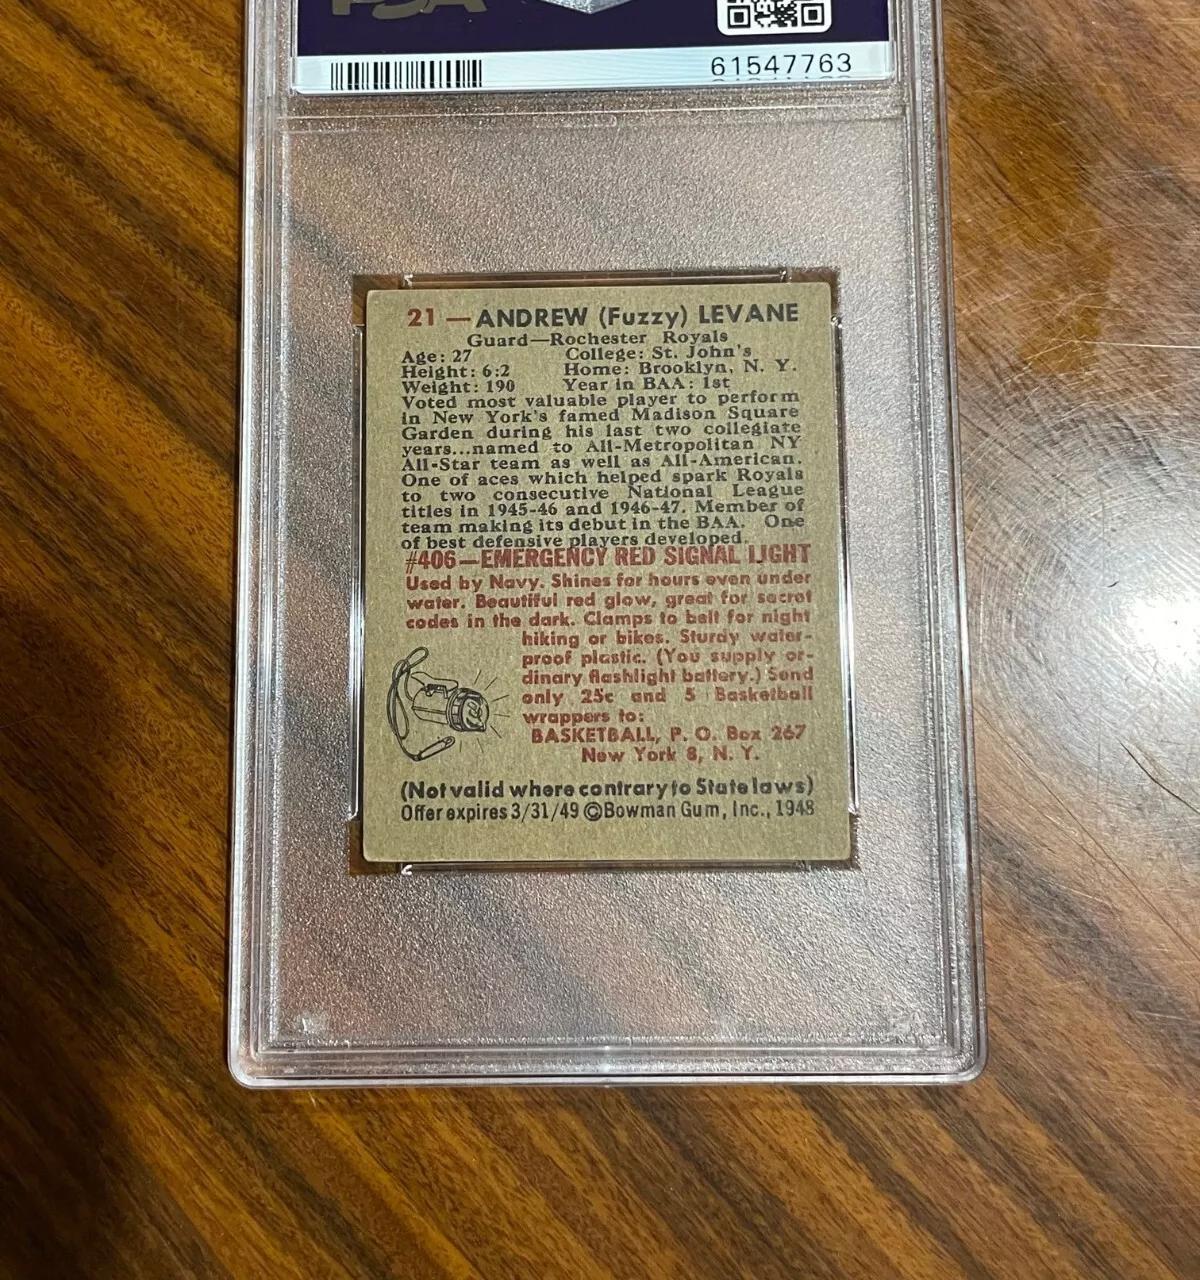 PSA
61547763
21 — ANDREW (Fuzzy) LEVANE
Guard—Rochester Royals
Age: 27 College: St. John's
Height: 6:2 Home: Brooklyn, N. Y.
Weight: 190 Year in BAA: 1st
Voted most valuable player to perform
in New York's famed Madison Square
Garden during his last two collegiate
years...named to All-Metropolitan NY
All-Star team as well as All-American.
One of aces which helped spark Royals
to two consecutive National League
titles in 1945-46 and 1946-47. Member of
team making its debut in the BAA. One
of best defensive players developed.
#406—EMERGENCY RED SIGNAL LIGHT
Used by Navy. Shines for hours even under
water. Beautiful red glow, great for secret
codes in the dark. Clamps to belt for night
hiking or bikes. Sturdy water-
proof plastic. (You supply or-
dinary flashlight battery.) Send
only 25c and 5 Basketball
wrappers to:
BASKETBALL, P. O. Box 267
New York 8, N. Y.
(Not valid where contrary to State laws)
Offer expires 3/31/49 ©Bowman Gum, Inc., 1948